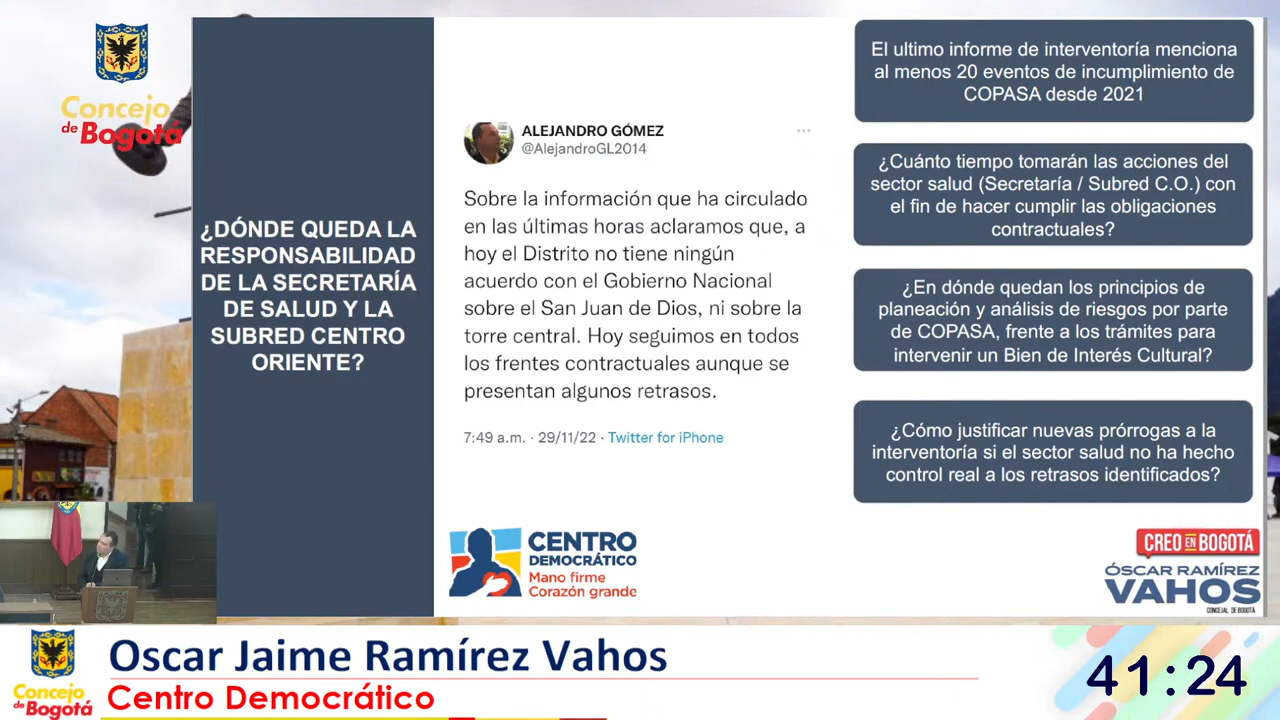 Concejo
de Bogotá
¿DÓNDE QUEDA LA
RESPONSABILIDAD
DE LA SECRETARÍA
DE SALUD Y LA
SUBRED CENTRO
ORIENTE?
ALEJANDRO GÓMEZ
@AlejandroGL2014
Sobre la información que ha circulado
en las últimas horas aclaramos que, a
hoy el Distrito no tiene ningún
acuerdo con el Gobierno Nacional
sobre el San Juan de Dios, ni sobre la
torre central. Hoy seguimos en todos
los frentes contractuales aunque se
presentan algunos retrasos.
7:49 a.m. · 29/11/22 · Twitter for iPhone
CENTRO
DEMOCRÁTICO
Mano firme
Corazón grande
El ultimo informe de interventoría menciona
al menos 20 eventos de incumplimiento de
COPASA desde 2021
¿Cuánto tiempo tomarán las acciones del
sector salud (Secretaría / Subred C.O.) con
el fin de hacer cumplir las obligaciones
contractuales?
¿En dónde quedan los principios de
planeación y análisis de riesgos por parte
de COPASA, frente a los trámites para
intervenir un Bien de Interés Cultural?
¿Cómo justificar nuevas prórrogas a la
interventoría si el sector salud no ha hecho
control real a los retrasos identificados?
CREO EN BOGOTÁ
ÓSCAR RAMÍREZ
VAHOS
CONCEJAL DE BOGOTÁ
Concejo
de Bogotá
Oscar Jaime Ramírez Vahos
Centro Democrático
41:24